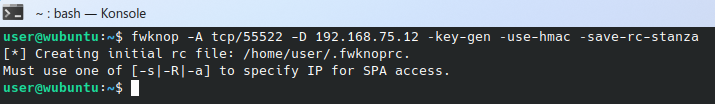 ~ : bash — Konsole
user@wubuntu:~$ fwknop -A tcp/55522 -D 192.168.75.12 -key-gen -use-hmac -save-rc-stanza
[*] Creating initial rc file: /home/user/.fwknoprc.
Must use one of [-s|-R|-a] to specify IP for SPA access.
user@wubuntu:~$